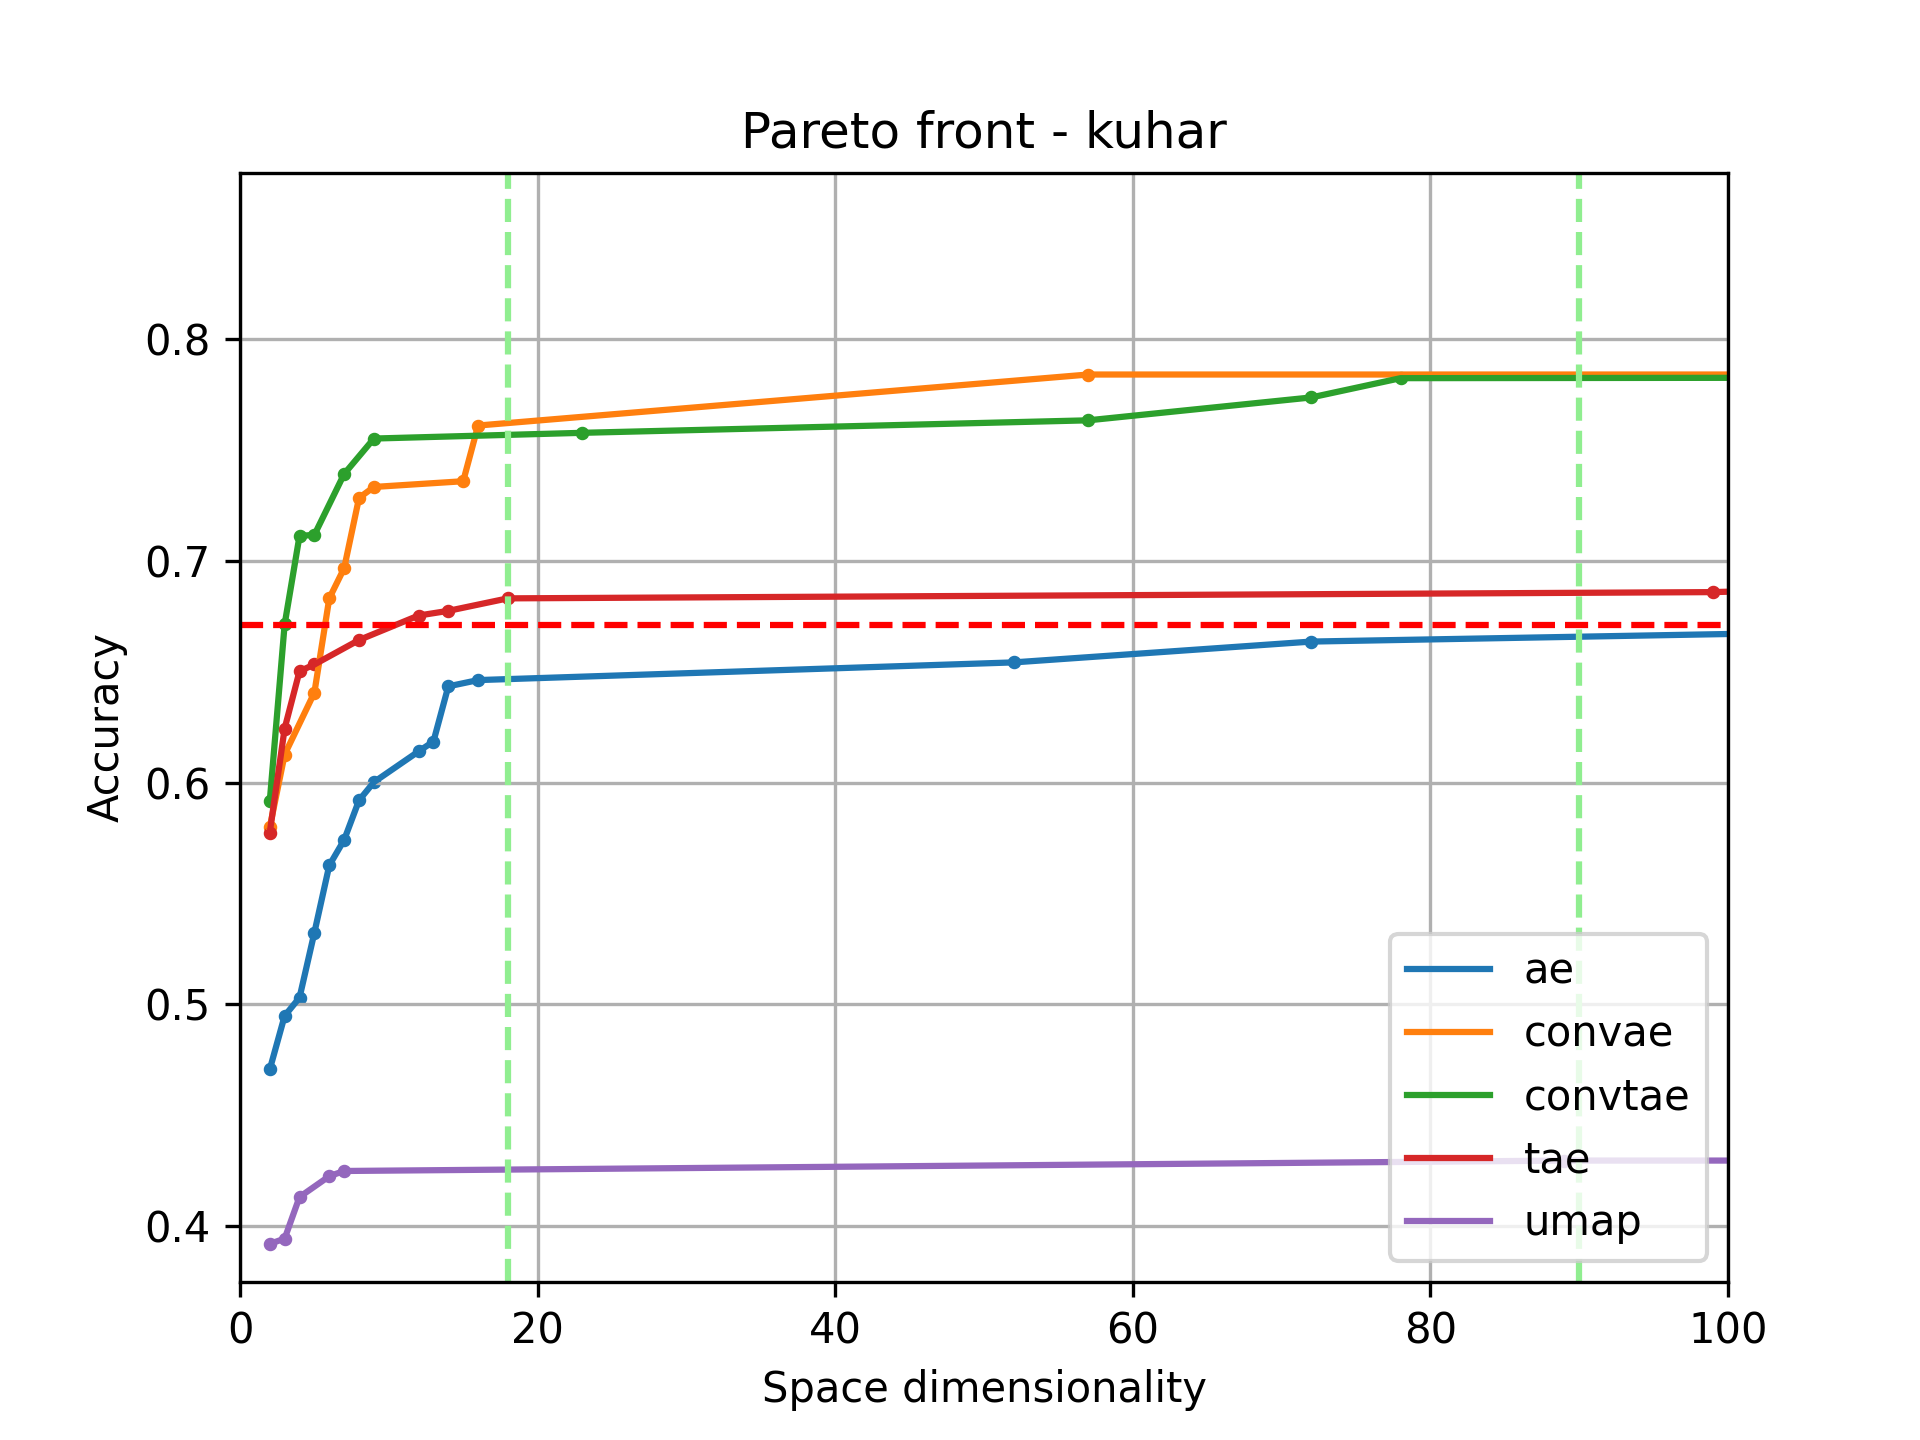 Pareto front - kuhar
0.8
0.7
0.6
0.5
0.4
Accuracy
ae
convae
convtae
tae
umap
0 20 40 60 80 100
Space dimensionality